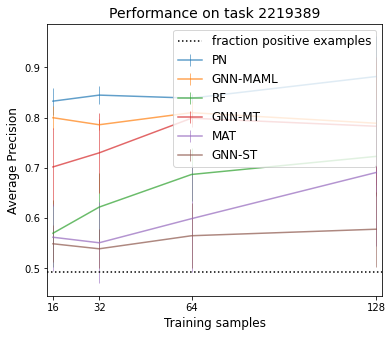 Performance on task 2219389
fraction positive examples
PN
GNN-MAML
RF
GNN-MT
MAT
GNN-ST
Average Precision
0.9
0.8
0.7
0.6
0.5
16 32 64 128
Training samples